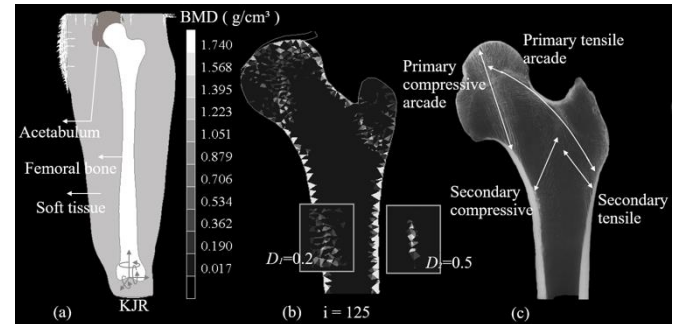 BMD ( g/cm³ )
1.740
1.568
1.395
1.223
1.051
0.879
0.706
0.534
0.362
0.190
0.017
Acetabulum
Femoral bone
Soft tissue
KJR
(a)
D₁=0.2
D₂=0.5
(b)
i = 125
Primary tensile
arcade
Primary
compressive
arcade
Secondary
compressive
Secondary
tensile
(c)